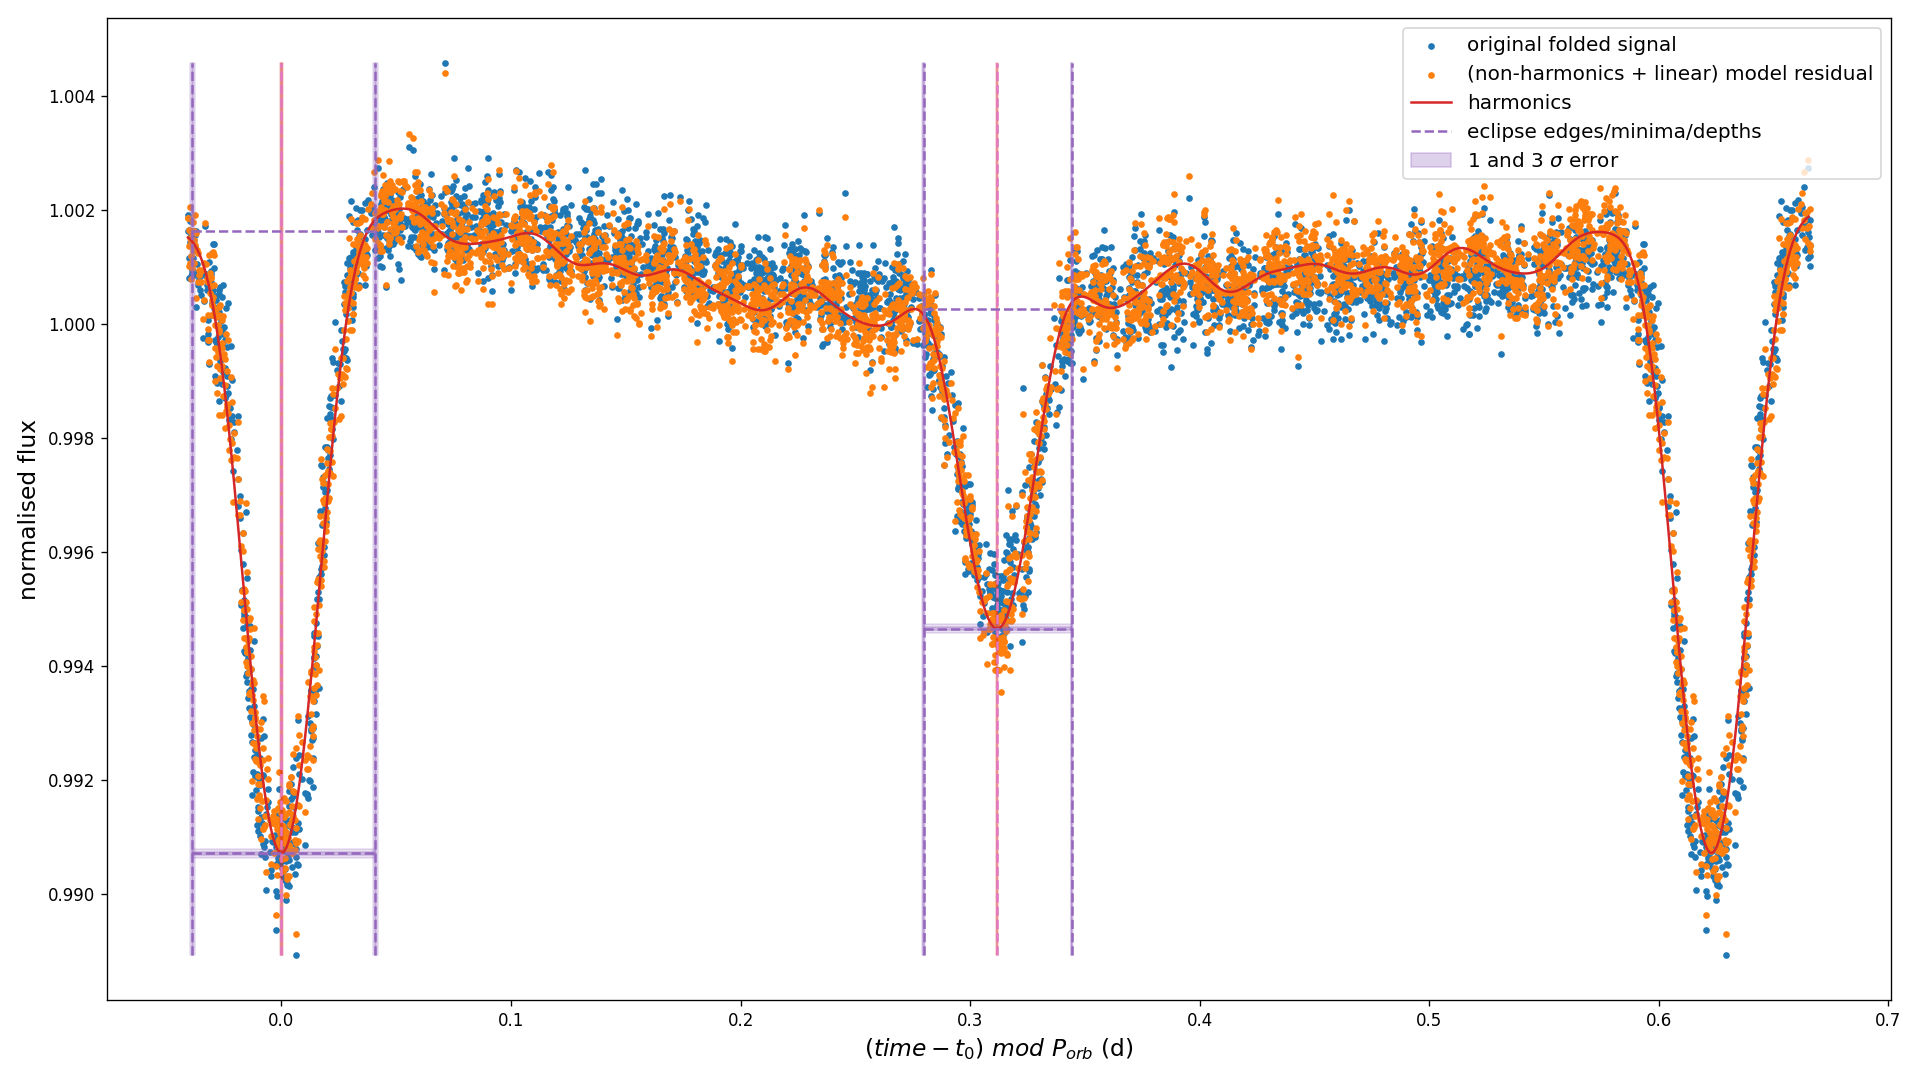 original folded signal
(non-harmonics + linear) model residual
harmonics
eclipse edges/minima/depths
1 and 3 σ error
normalised flux
1.004
1.002
1.000
0.998
0.996
0.994
0.992
0.990
0.0 0.1 0.2 0.3 0.4 0.5 0.6 0.7
(time − t₀) mod Pₒᵣb (d)